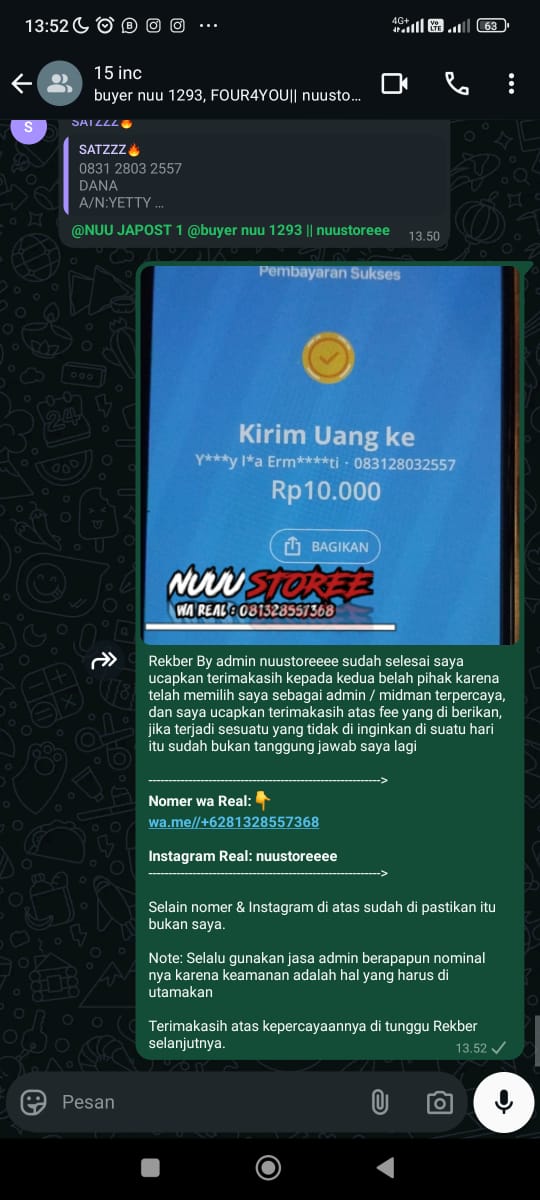 13:52
4G+
Vo
LTE
63
15 inc
buyer nuu 1293, FOUR4YOU|| nuusto...
S
SATZZZ🔥
SATZZZ🔥
0831 2803 2557
DANA
A/N:YETTY ...
@NUU JAPOST 1 @buyer nuu 1293 || nuustoreee
13.50
Pembayaran Sukses
Kirim Uang ke
Y***y l*a Erm****ti · 083128032557
Rp10.000
BAGIKAN
NUUU STOREE
WA REAL : 081328557368
Rekber By admin nuustoreeee sudah selesai saya
ucapkan terimakasih kepada kedua belah pihak karena
telah memilih saya sebagai admin / midman terpercaya,
dan saya ucapkan terimakasih atas fee yang di berikan,
jika terjadi sesuatu yang tidak di inginkan di suatu hari
itu sudah bukan tanggung jawab saya lagi
---------------------------------------------------------->
Nomer wa Real:👇
wa.me//+6281328557368
Instagram Real: nuustoreeee
---------------------------------------------------------->
Selain nomer & Instagram di atas sudah di pastikan itu
bukan saya.
Note: Selalu gunakan jasa admin berapapun nominal
nya karena keamanan adalah hal yang harus di
utamakan
Terimakasih atas kepercayaannya di tunggu Rekber
selanjutnya.
13.52
Pesan